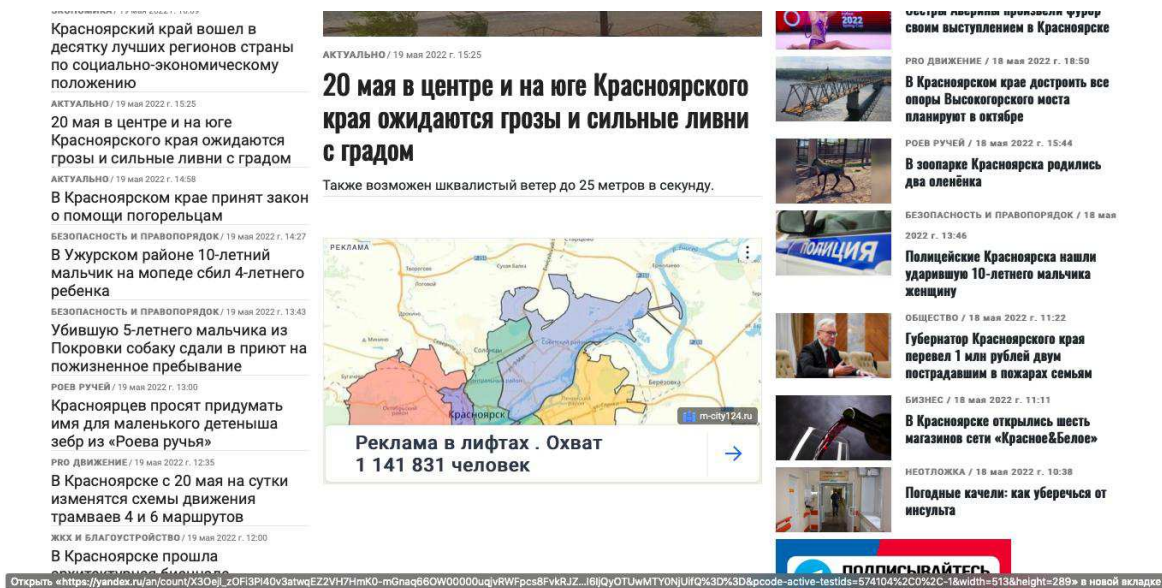 Красноярский край вошел в
десятку лучших регионов страны
по социально-экономическому
положению
АКТУАЛЬНО / 19 мая 2022 г. 15:25
20 мая в центре и на юге
Красноярского края ожидаются
грозы и сильные ливни с градом
АКТУАЛЬНО / 19 мая 2022 г. 14:58
В Красноярском крае принят закон
о помощи погорельцам
БЕЗОПАСНОСТЬ И ПРАВОПОРЯДОК / 19 мая 2022 г. 14:27
В Ужурском районе 10-летний
мальчик на мопеде сбил 4-летнего
ребенка
БЕЗОПАСНОСТЬ И ПРАВОПОРЯДОК / 19 мая 2022 г. 13:43
Убившую 5-летнего мальчика из
Покровки собаку сдали в приют на
пожизненное пребывание
РОЕВ РУЧЕЙ / 19 мая 2022 г. 13:00
Красноярцев просят придумать
имя для маленького детеныша
зебр из «Роева ручья»
PRO ДВИЖЕНИЕ / 19 мая 2022 г. 12:35
В Красноярске с 20 мая на сутки
изменятся схемы движения
трамваев 4 и 6 маршрутов
ЖКХ И БЛАГОУСТРОЙСТВО / 19 мая 2022 г. 12:00
В Красноярске прошла
АКТУАЛЬНО / 19 мая 2022 г. 15:25
20 мая в центре и на юге Красноярского
края ожидаются грозы и сильные ливни
с градом
Также возможен шквалистый ветер до 25 метров в секунду.
РЕКЛАМА
Красноярск
m-city124.ru
Реклама в лифтах . Охват
1 141 831 человек
2022
сёстры Аверины произвели фурор
своим выступлением в Красноярске
PRO ДВИЖЕНИЕ / 18 мая 2022 г. 18:50
В Красноярском крае достроить все
опоры Высокогорского моста
планируют в октябре
РОЕВ РУЧЕЙ / 18 мая 2022 г. 15:44
В зоопарке Красноярска родились
два оленёнка
ПОЛИЦИЯ
БЕЗОПАСНОСТЬ И ПРАВОПОРЯДОК / 18 мая
2022 г. 13:46
Полицейские Красноярска нашли
ударившую 10-летнего мальчика
женщину
ОБЩЕСТВО / 18 мая 2022 г. 11:22
Губернатор Красноярского края
перевел 1 млн рублей двум
пострадавшим в пожарах семьям
БИЗНЕС / 18 мая 2022 г. 11:11
В Красноярске открылись шесть
магазинов сети «Красное&Белое»
НЕОТЛОЖКА / 18 мая 2022 г. 10:38
Погодные качели: как уберечься от
инсульта
ПОДПИСЫВАЙТЕСЬ